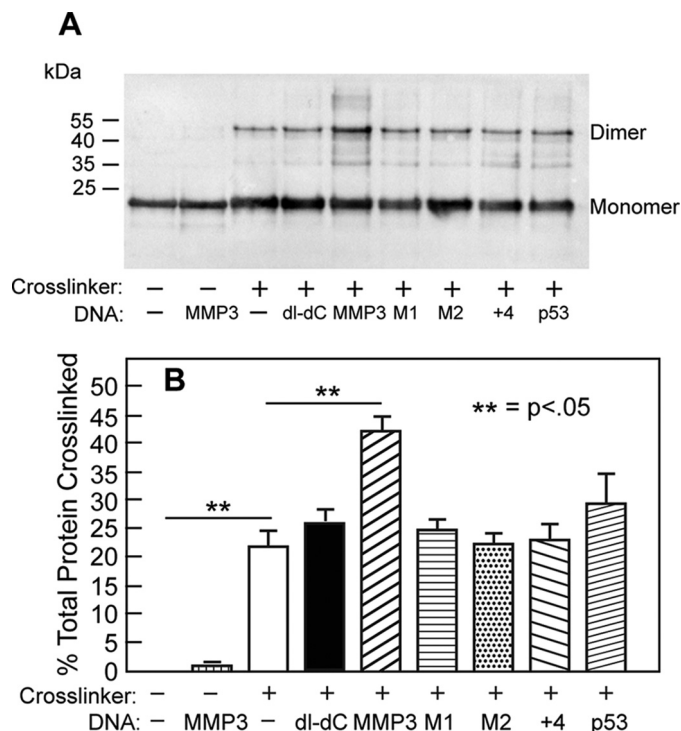 A
kDa
55
40
35
25
Dimer
Monomer
Crosslinker: – – + + + + + + +
DNA: – MMP3 – dI-dC MMP3 M1 M2 +4 p53
B
** = p<.05
**
**
% Total Protein Crosslinked
50
45
40
35
30
25
20
15
10
5
0
Crosslinker: – – + + + + + + +
DNA: – MMP3 – dI-dC MMP3 M1 M2 +4 p53